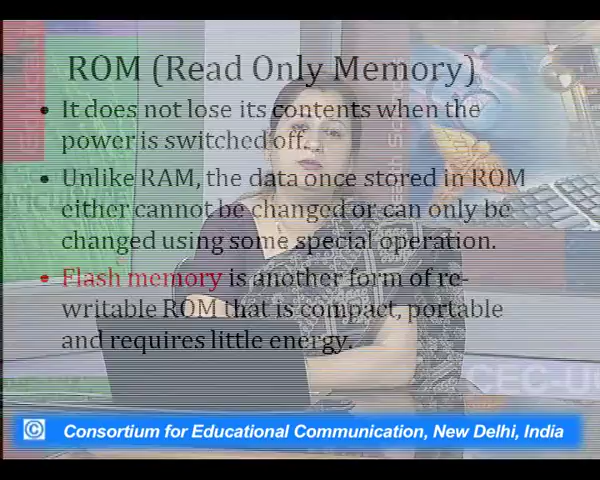 ROM (Read Only Memory)
• It does not lose its contents when the
power is switched off.
• Unlike RAM, the data once stored in ROM
either cannot be changed or can only be
changed using some special operation.
• Flash memory is another form of re-
writable ROM that is compact, portable
and requires little energy.
CEC-U
© Consortium for Educational Communication, New Delhi, India